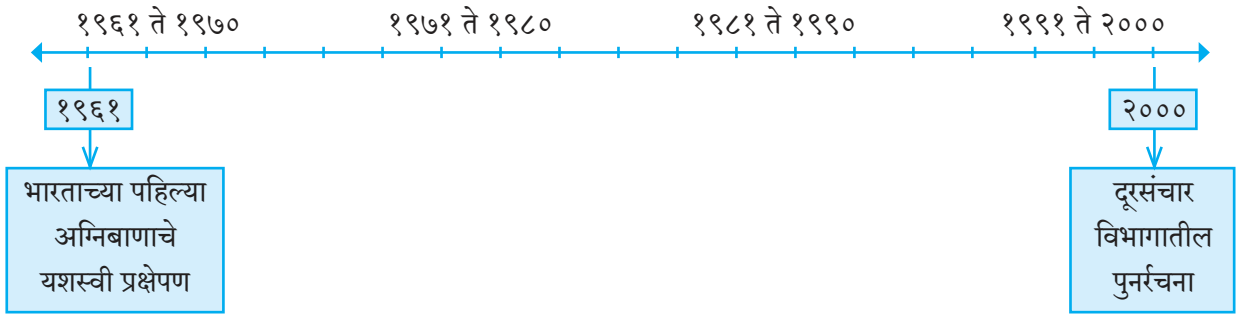 १९६१ ते १९७० १९७१ ते १९८० १९८१ ते १९९० १९९१ ते २०००
१९६१
२०००
भारताच्या पहिल्या
अग्निबाणाचे
यशस्वी प्रक्षेपण
दूरसंचार
विभागातील
पुनर्रचना